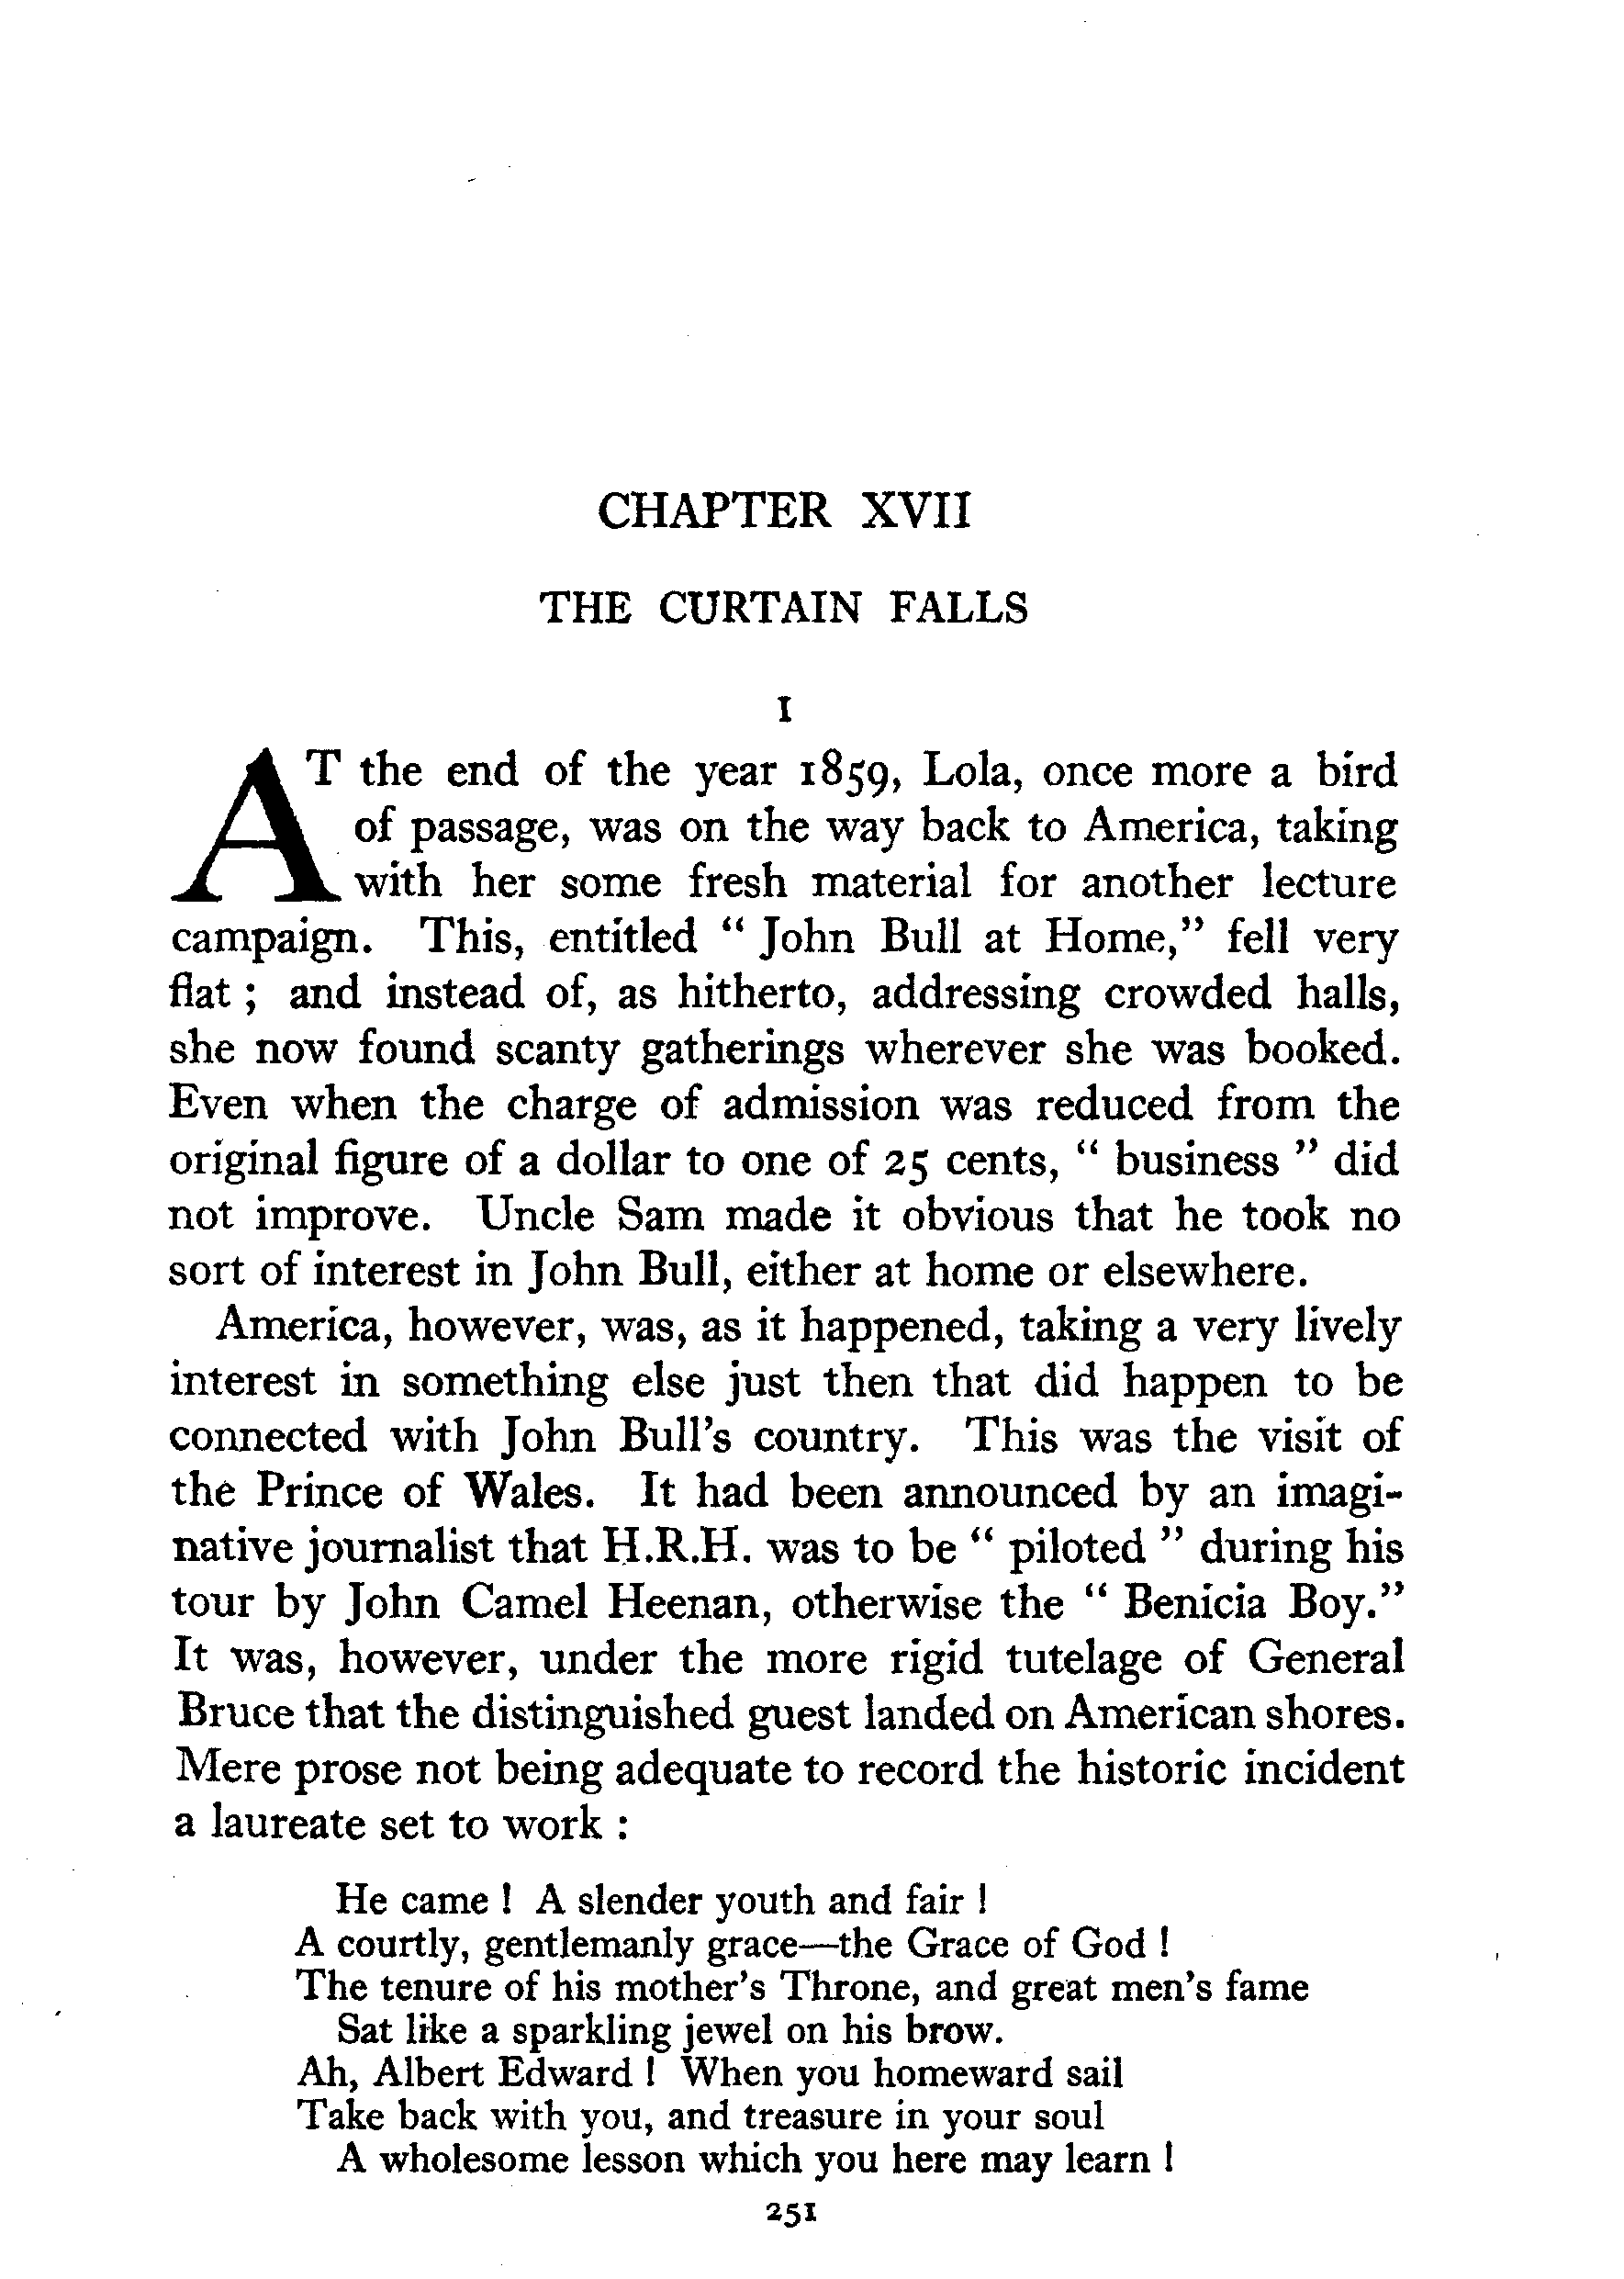 CHAPTER XVII
THE CURTAIN FALLS
I
AT the end of the year 1859, Lola, once more a bird
of passage, was on the way back to America, taking
with her some fresh material for another lecture
campaign. This, entitled “ John Bull at Home,” fell very
flat ; and instead of, as hitherto, addressing crowded halls,
she now found scanty gatherings wherever she was booked.
Even when the charge of admission was reduced from the
original figure of a dollar to one of 25 cents, “ business ” did
not improve. Uncle Sam made it obvious that he took no
sort of interest in John Bull, either at home or elsewhere.
America, however, was, as it happened, taking a very lively
interest in something else just then that did happen to be
connected with John Bull’s country. This was the visit of
the Prince of Wales. It had been announced by an imagi-
native journalist that H.R.H. was to be “ piloted ” during his
tour by John Camel Heenan, otherwise the “ Benicia Boy.”
It was, however, under the more rigid tutelage of General
Bruce that the distinguished guest landed on American shores.
Mere prose not being adequate to record the historic incident
a laureate set to work :
He came ! A slender youth and fair !
A courtly, gentlemanly grace—the Grace of God !
The tenure of his mother’s Throne, and great men’s fame
Sat like a sparkling jewel on his brow.
Ah, Albert Edward ! When you homeward sail
Take back with you, and treasure in your soul
A wholesome lesson which you here may learn !
251